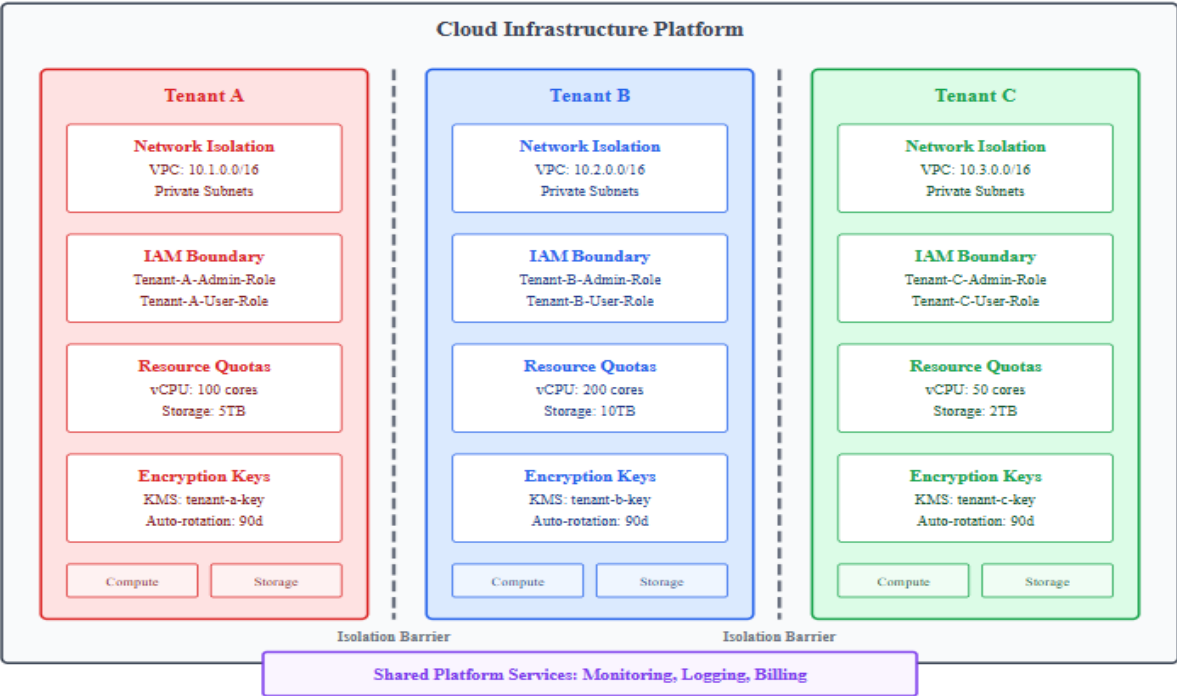 Cloud Infrastructure Platform
Tenant A
Network Isolation
VPC: 10.1.0.0/16
Private Subnets
IAM Boundary
Tenant-A-Admin-Role
Tenant-A-User-Role
Resource Quotas
vCPU: 100 cores
Storage: 5TB
Encryption Keys
KMS: tenant-a-key
Auto-rotation: 90d
Compute
Storage
Isolation Barrier
Tenant B
Network Isolation
VPC: 10.2.0.0/16
Private Subnets
IAM Boundary
Tenant-B-Admin-Role
Tenant-B-User-Role
Resource Quotas
vCPU: 200 cores
Storage: 10TB
Encryption Keys
KMS: tenant-b-key
Auto-rotation: 90d
Compute
Storage
Isolation Barrier
Tenant C
Network Isolation
VPC: 10.3.0.0/16
Private Subnets
IAM Boundary
Tenant-C-Admin-Role
Tenant-C-User-Role
Resource Quotas
vCPU: 50 cores
Storage: 2TB
Encryption Keys
KMS: tenant-c-key
Auto-rotation: 90d
Compute
Storage
Shared Platform Services: Monitoring, Logging, Billing